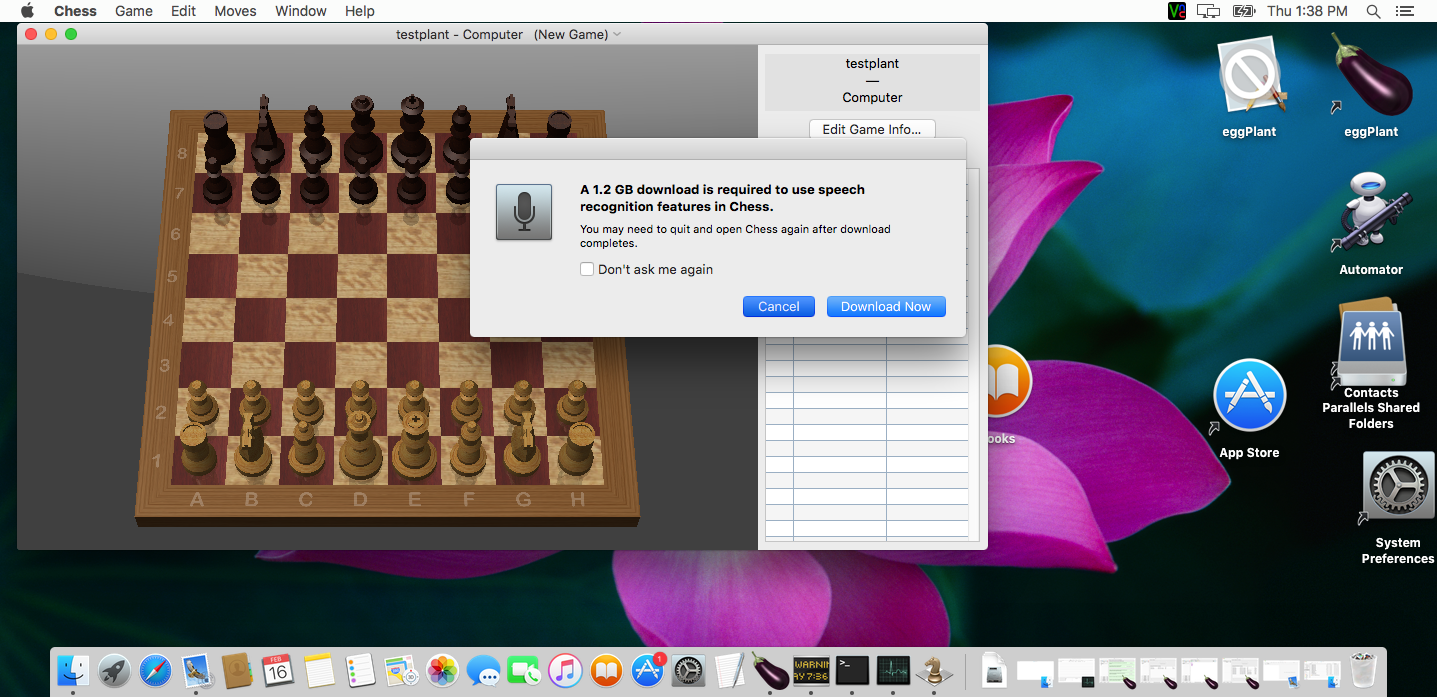 Chess Game Edit Moves Window Help
Thu 1:38 PM
testplant - Computer (New Game)
testplant
—
Computer
Edit Game Info...
A 1.2 GB download is required to use speech
recognition features in Chess.
You may need to quit and open Chess again after download
completes.
Don't ask me again
Cancel
Download Now
8
7
6
5
4
3
2
1
A B C D E F G H
eggPlant
eggPlant
Automator
Contacts
Parallels Shared
Folders
ooks
App Store
System
Preferences
FEB
16
30
1
WARNIN
AY 7:36
>_